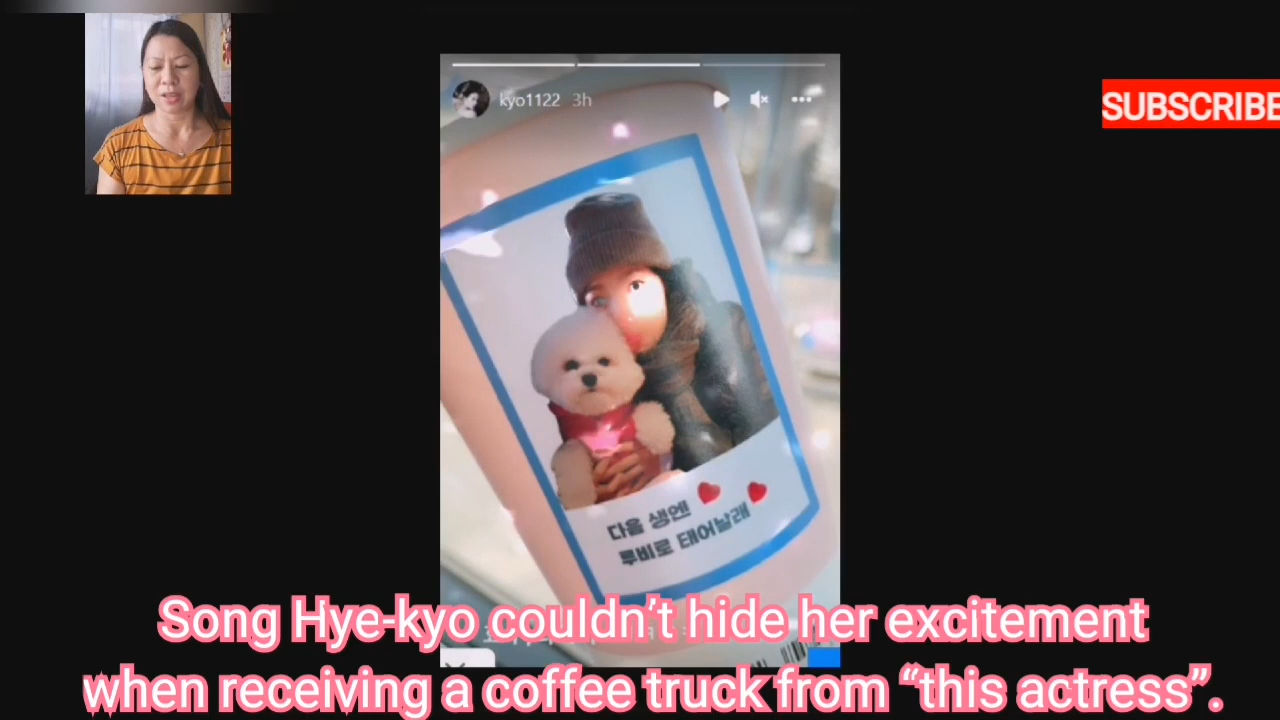 kyo1122 3h
SUBSCRIBE
다음 생엔
루비로 태어날래
Song Hye-kyo couldn't hide her excitement
when receiving a coffee truck from “this actress”.